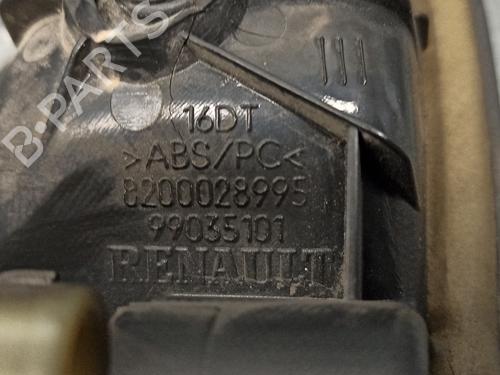 B-PARTS
16DT
>ABS/PC<
8200028995
99035101
RENAULT